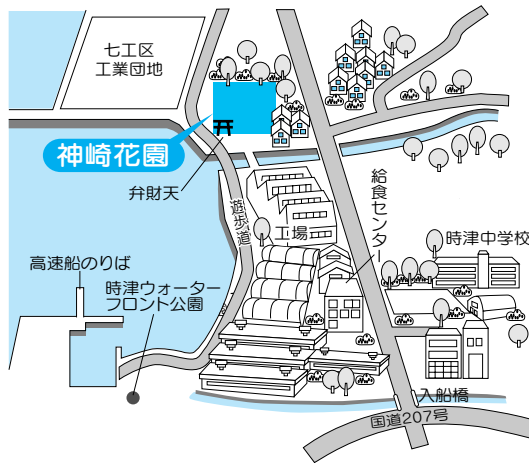 七工区
工業団地
神崎花園
弁財天
遊歩道
給食センター
工場
時津中学校
高速船のりば
時津ウォーター
フロント公園
入船橋
国道207号